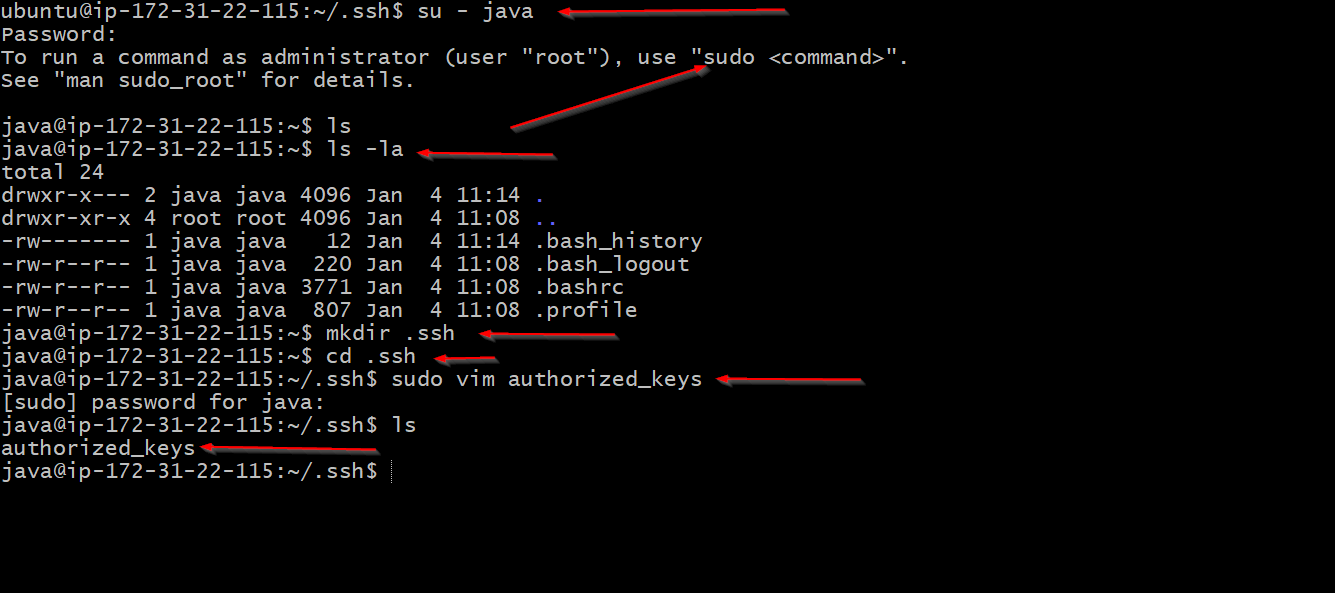 ubuntu@ip-172-31-22-115:~/.ssh$ su - java
Password:
To run a command as administrator (user "root"), use "sudo <command>".
See "man sudo_root" for details.
java@ip-172-31-22-115:~$ ls
java@ip-172-31-22-115:~$ ls -la
total 24
drwxr-x--- 2 java java 4096 Jan  4 11:14 .
drwxr-xr-x 4 root root 4096 Jan  4 11:08 ..
-rw------- 1 java java   12 Jan  4 11:14 .bash_history
-rw-r--r-- 1 java java  220 Jan  4 11:08 .bash_logout
-rw-r--r-- 1 java java 3771 Jan  4 11:08 .bashrc
-rw-r--r-- 1 java java  807 Jan  4 11:08 .profile
java@ip-172-31-22-115:~$ mkdir .ssh
java@ip-172-31-22-115:~$ cd .ssh
java@ip-172-31-22-115:~/.ssh$ sudo vim authorized_keys
[sudo] password for java:
java@ip-172-31-22-115:~/.ssh$ ls
authorized_keys
java@ip-172-31-22-115:~/.ssh$